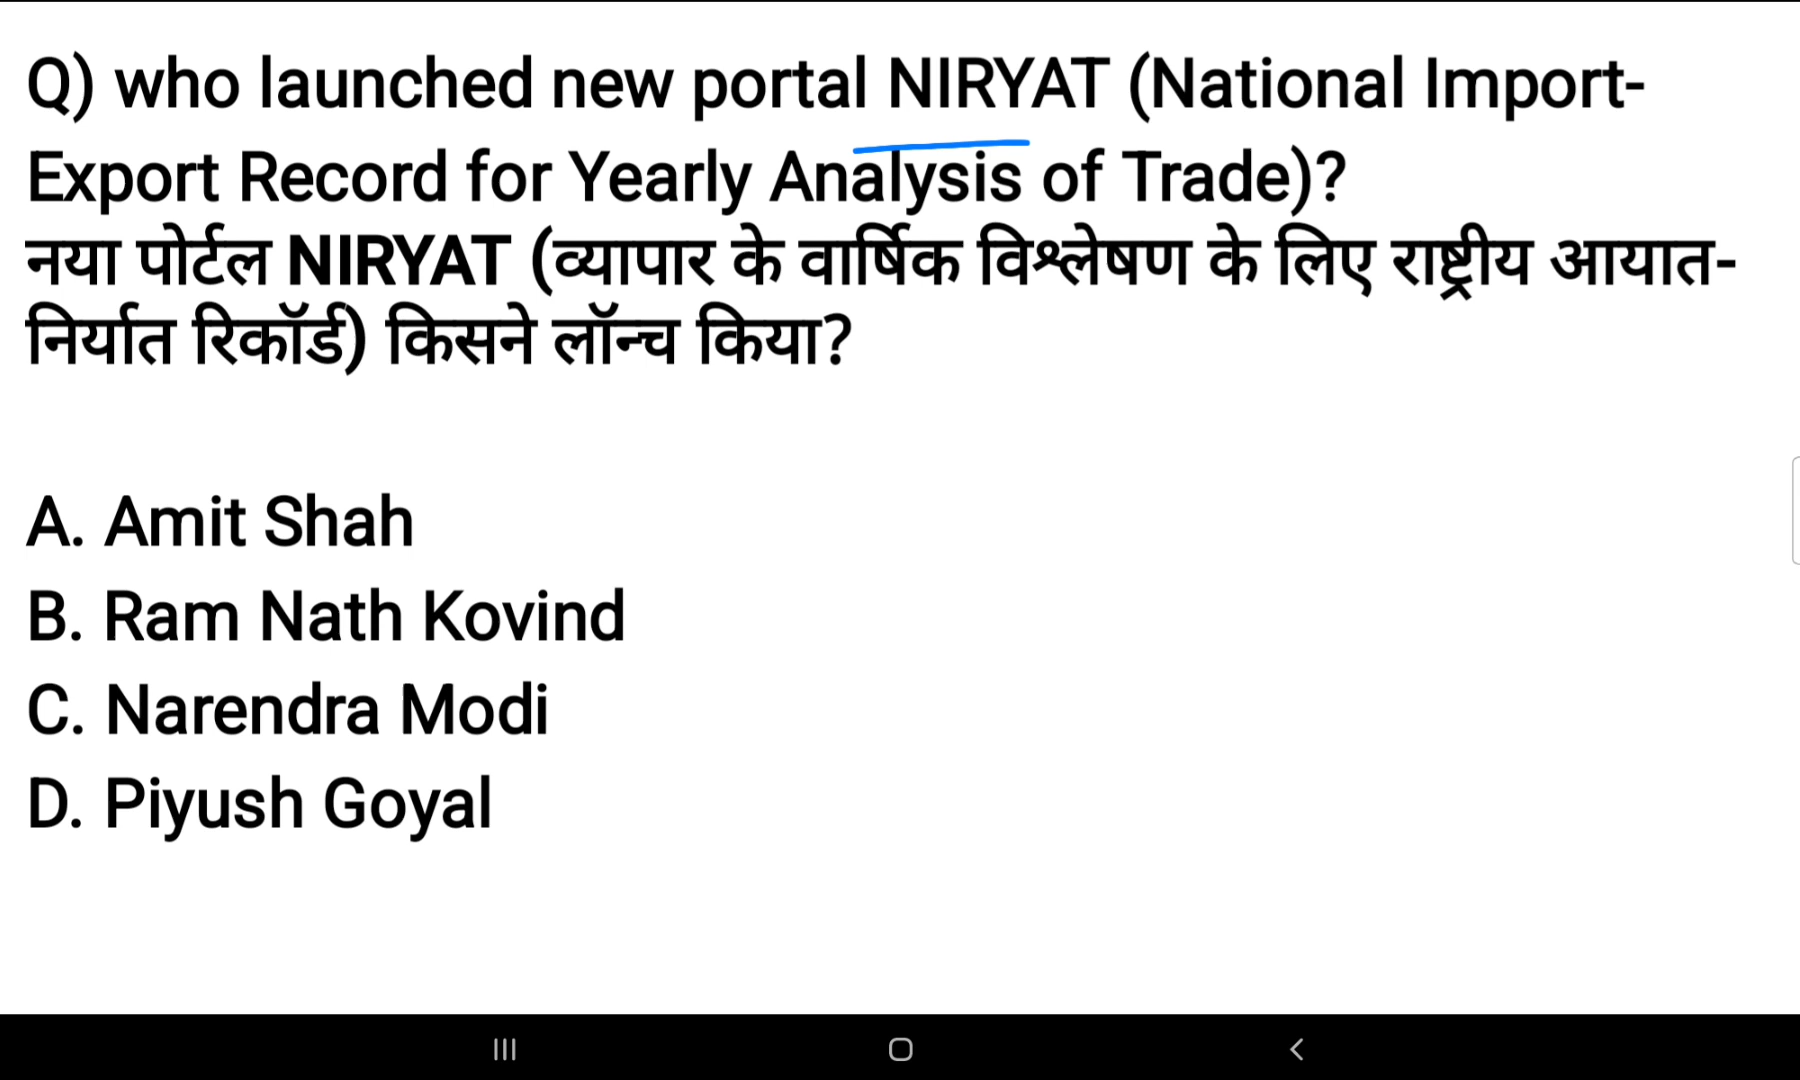 Q) who launched new portal NIRYAT (National Import-
Export Record for Yearly Analysis of Trade)?
नया पोर्टल NIRYAT (व्यापार के वार्षिक विश्लेषण के लिए राष्ट्रीय आयात-
निर्यात रिकॉर्ड) किसने लॉन्च किया?
A. Amit Shah
B. Ram Nath Kovind
C. Narendra Modi
D. Piyush Goyal